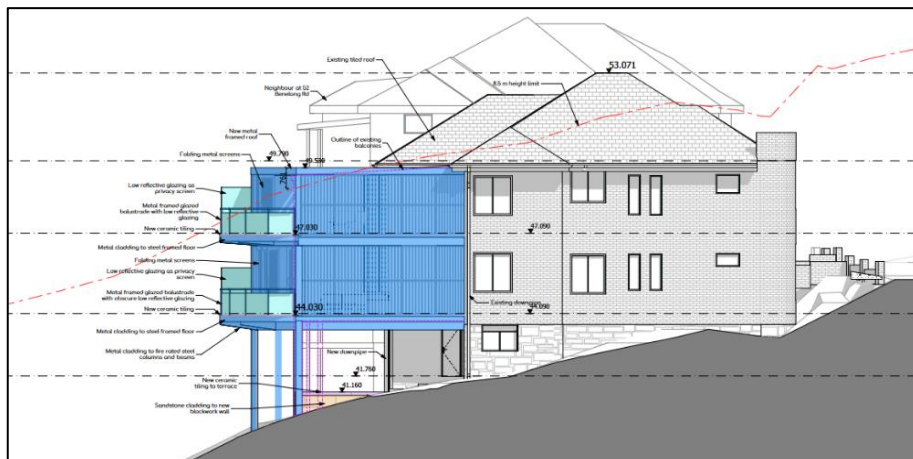 53.071
Existing tiled roof
8.5 m height limit
Neighbour at 52
Benelong Rd
New metal
framed roof
Outline of existing
balconies
49.790
49.530
Folding metal screens
Low reflective glazing as
privacy screen
Metal framed glazed
balustrade with low reflective
glazing
New ceramic tiling
47.030
47.090
Metal cladding to steel framed floor
Folding metal screens
Low reflective glazing as privacy
screen
Metal framed glazed balustrade
with obscure low reflective glazing
New ceramic tiling
44.030
44.090
Existing downpipe
Metal cladding to steel framed floor
Metal cladding to fire rated steel
columns and beams
New downpipe
41.760
New ceramic
tiling to terrace
41.160
Sandstone cladding to new
blockwork wall